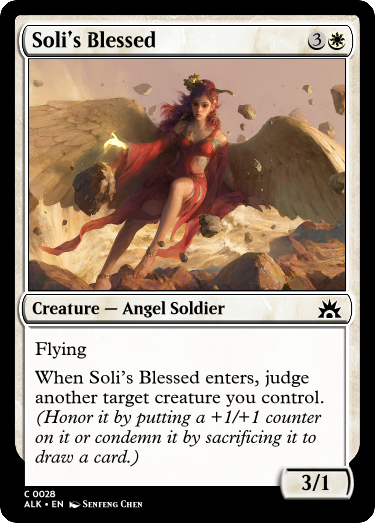 Soli's Blessed 3
Creature — Angel Soldier
Flying
When Soli's Blessed enters, judge
another target creature you control.
(Honor it by putting a +1/+1 counter
on it or condemn it by sacrificing it to
draw a card.)
3/1
C 0028
ALK • EN SENFENG CHEN